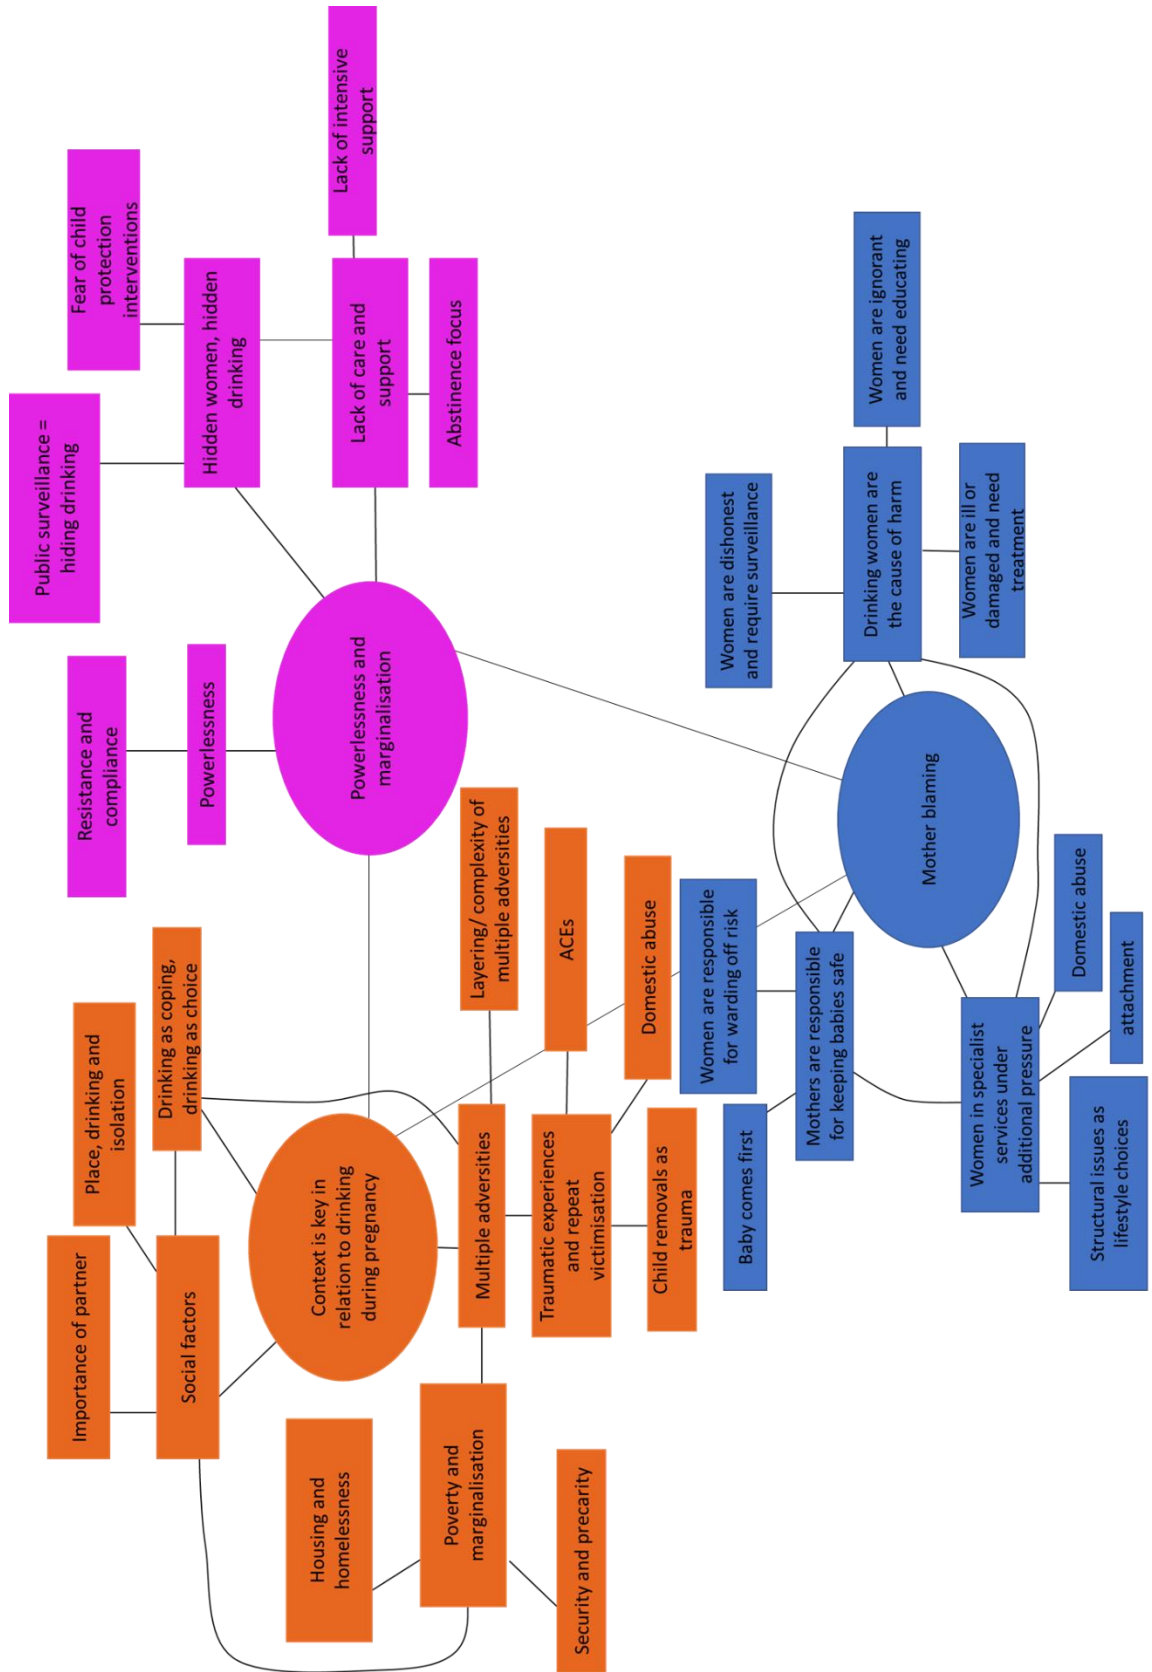 Importance of partner
Place, drinking and
isolation
Social factors
Drinking as coping,
drinking as choice
Housing and
homelessness
Context is key in
relation to drinking
during pregnancy
Poverty and
marginalisation
Multiple adversities
Layering/ complexity of
multiple adversities
Security and precarity
Traumatic experiences
and repeat
victimisation
ACEs
Domestic abuse
Child removals as
trauma
Resistance and
compliance
Powerlessness
Public surveillance =
hiding drinking
Fear of child
protection
interventions
Hidden women, hidden
drinking
Powerlessness and
marginalisation
Lack of care and
support
Lack of intensive
support
Abstinence focus
Baby comes first
Women are responsible
for warding off risk
Mothers are responsible
for keeping babies safe
Women are dishonest
and require surveillance
Drinking women are
the cause of harm
Women are ignorant
and need educating
Women are ill or
damaged and need
treatment
Mother blaming
Women in specialist
services under
additional pressure
Domestic abuse
attachment
Structural issues as
lifestyle choices